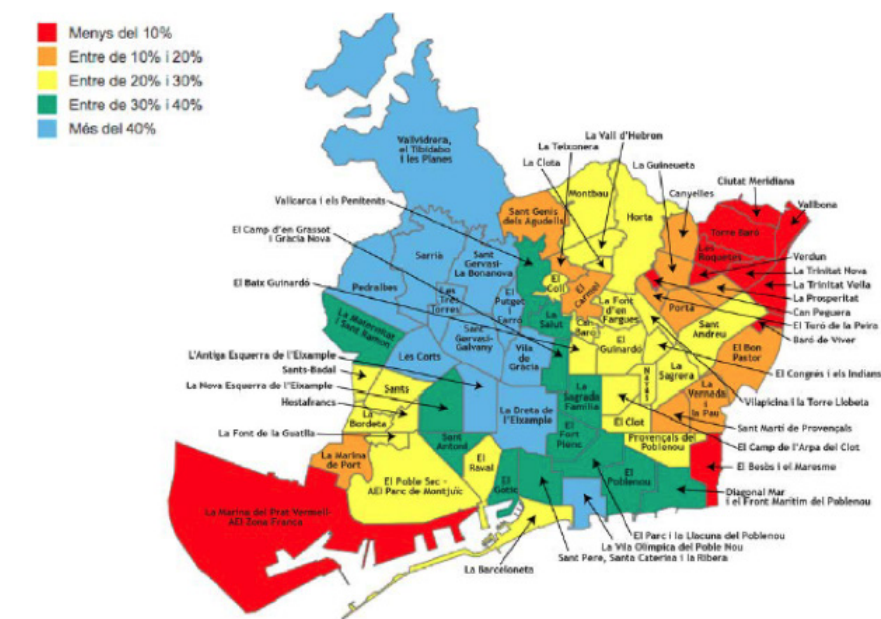 Menys del 10%
Entre de 10% i 20%
Entre de 20% i 30%
Entre de 30% i 40%
Més del 40%
Vallvidrera,
el Tibidabo
i les Planes
La Vall d'Hebron
La Teixonera
La Clota
La Guineueta
Canyelles
Ciutat Meridiana
Vallbona
Montbau
Horta
Torre Baró
Les Roquetes
Vallcarca i els Penitents
Sant Genís
dels Agudells
El Camp d'en Grassot
i Gràcia Nova
Sarrià
Sant
Gervasi-
La Bonanova
Verdun
La Trinitat Nova
La Trinitat Vella
La Prosperitat
Can Peguera
El Turó de la Peira
Baró de Viver
El Baix Guinardó
Pedralbes
Les
Tres
Torres
El
Putget
i
Farró
El
Coll
El Carmel
La Font
d'en
Fargues
Porta
Sant
Andreu
La
Salut
Can
Baró
La Maternitat
i Sant Ramon
Sant
Gervasi-
Galvany
Vila
de
Gràcia
El
Guinardó
El Bon
Pastor
L'Antiga Esquerra de l'Eixample
Les Corts
Sants-Badal
La Nova Esquerra de l'Eixample
Hostafrancs
Sants
La
Sagrera
Navas
El Congrés i els Indians
Vilapicina i la Torre Llobeta
La
Verneda
i
la Pau
La
Sagrada
Família
La Dreta de
l'Eixample
La
Bordeta
La Font de la Guatlla
El Clot
Sant Martí de Provençals
El Camp de l'Arpa del Clot
Sant
Antoni
El
Fort
Pienc
Provençals del
Poblenou
El Besòs i el Maresme
La Marina
de Port
El
Raval
El Poble Sec -
AEI Parc de Montjuïc
El
Gòtic
El
Poblenou
Diagonal Mar
i el Front Marítim del Poblenou
La Marina del Prat Vermell-
AEI Zona Franca
El Parc i la Llacuna del Poblenou
La Vila Olímpica del Poble Nou
Sant Pere, Santa Caterina i la Ribera
La Barceloneta